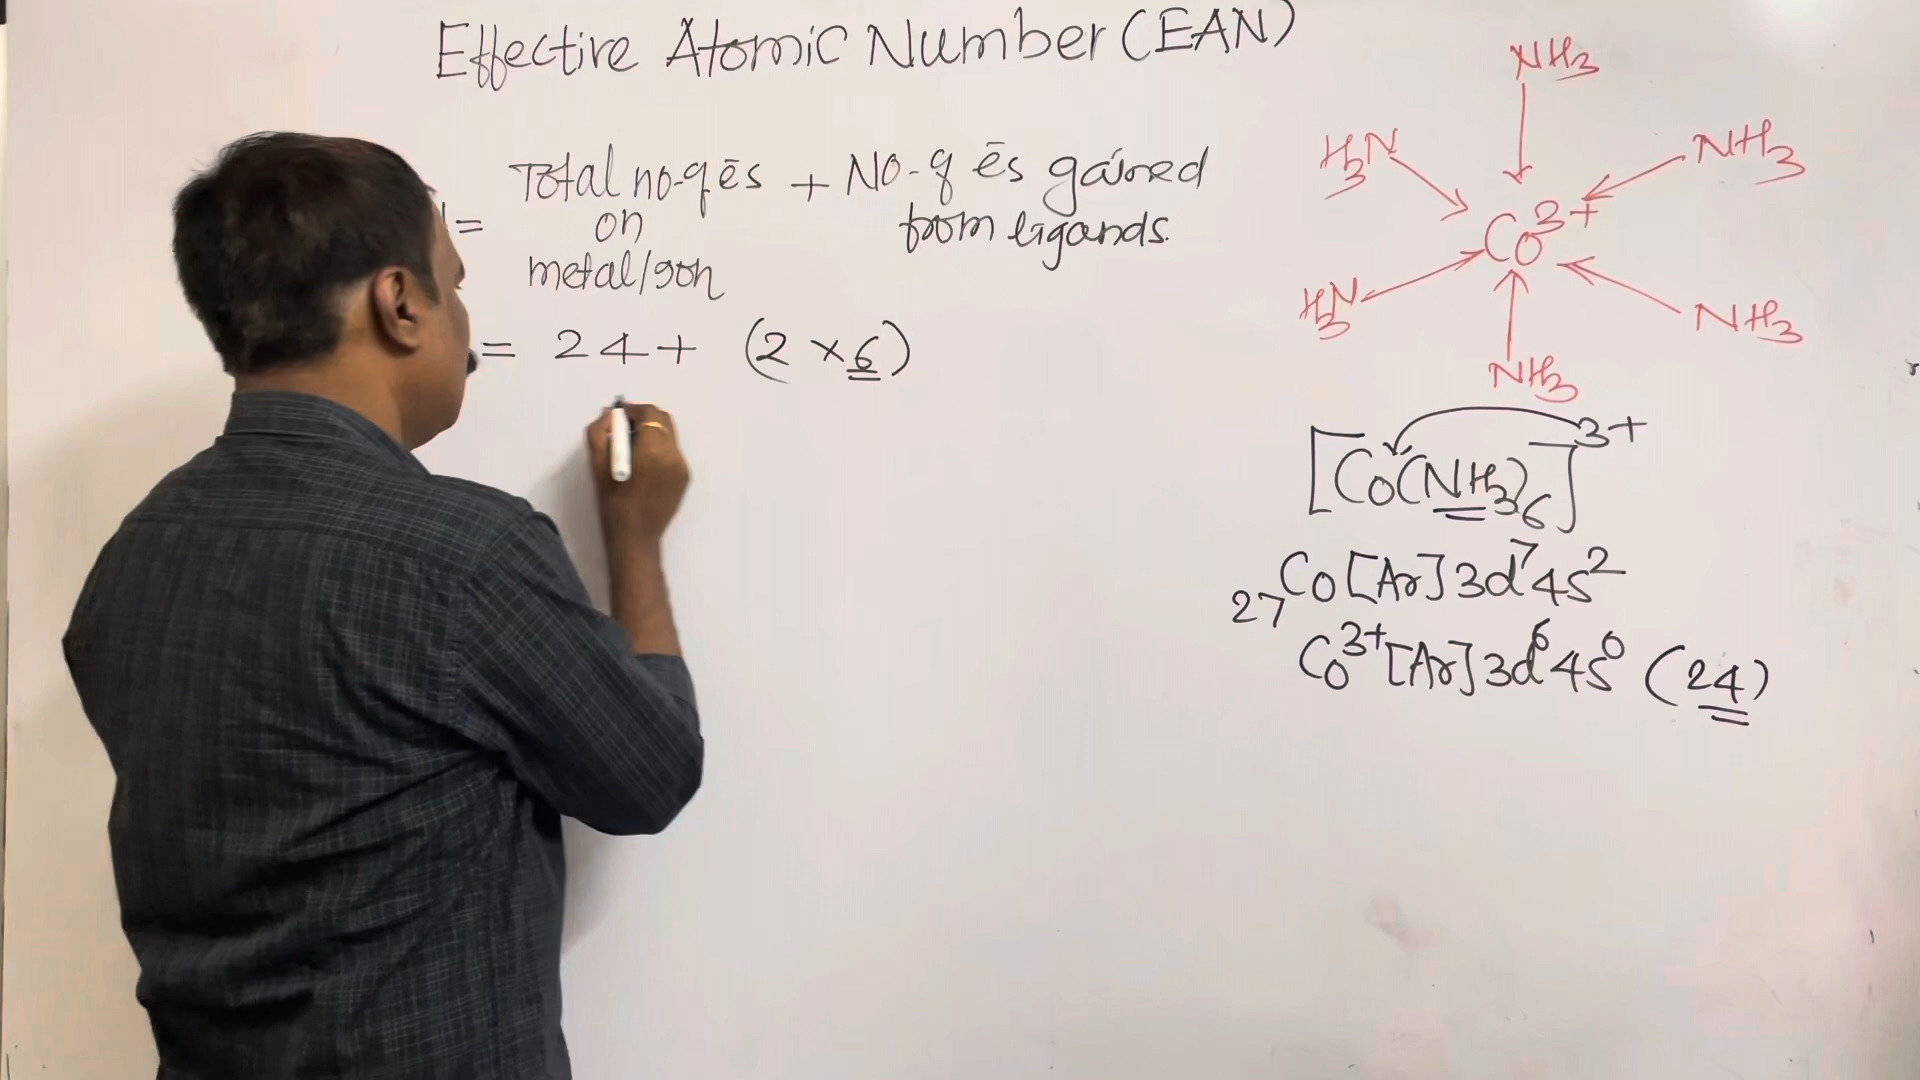 Effective Atomic Number (EAN)
= Total no. of ēs + No. of ēs gained
on from ligands.
metal/ion
= 24 + (2 × 6)
NH3
H3N NH3
Co3+
H3N NH3
NH3
[Co(NH3)6]3+
27Co [Ar] 3d7 4s2
Co3+ [Ar] 3d6 4s0 (24)